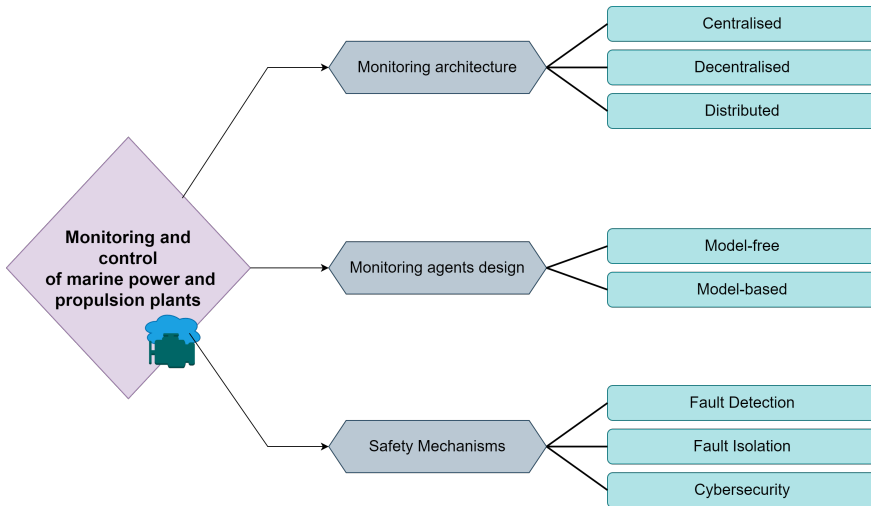 Monitoring and
control
of marine power and
propulsion plants
Monitoring architecture
Centralised
Decentralised
Distributed
Monitoring agents design
Model-free
Model-based
Safety Mechanisms
Fault Detection
Fault Isolation
Cybersecurity